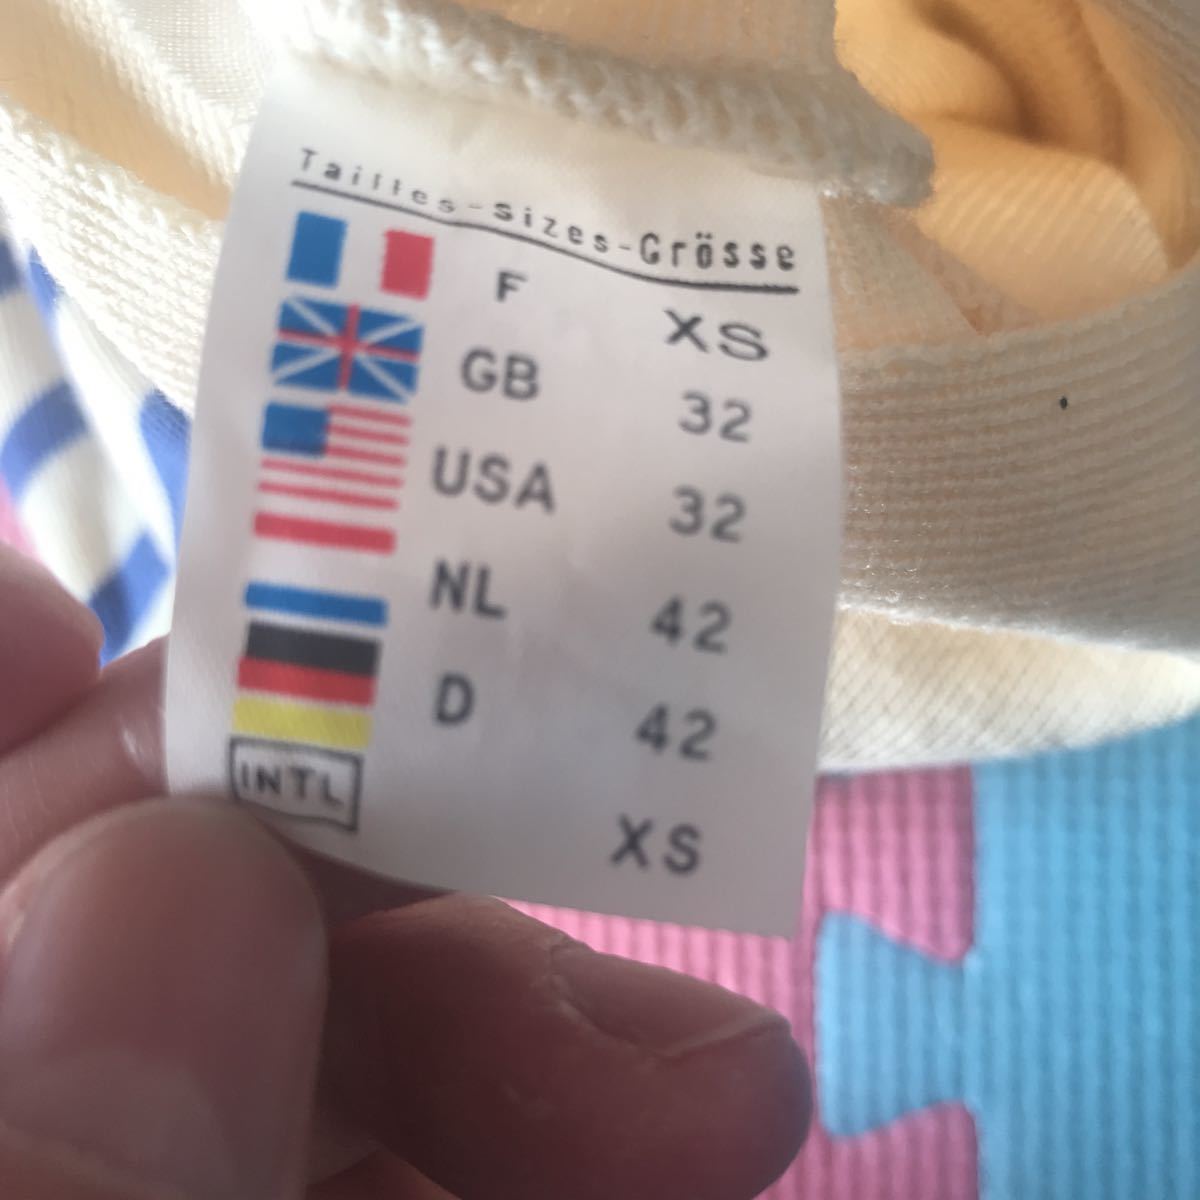 Tailles-Sizes-Grösse
F XS
GB 32
USA 32
NL 42
D 42
INTL XS